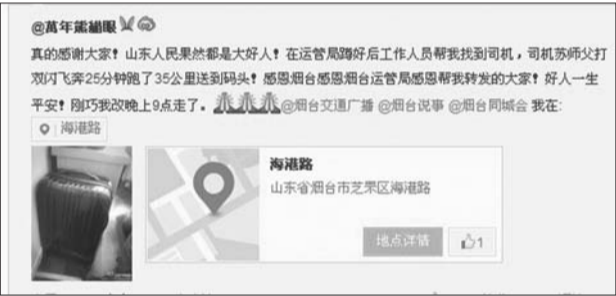 @萬年熊貓眼
真的感谢大家！山东人民果然都是大好人！在运管局蹲好后工作人员帮我找到司机，司机苏师父打
双闪飞奔25分钟跑了35公里送到码头！感恩烟台感恩烟台运管局感恩帮我转发的大家！好人一生
平安！刚巧我改晚上9点走了。@烟台交通广播 @烟台说事 @烟台同城会 我在:
海港路
海港路
山东省烟台市芝罘区海港路
地点详情
1